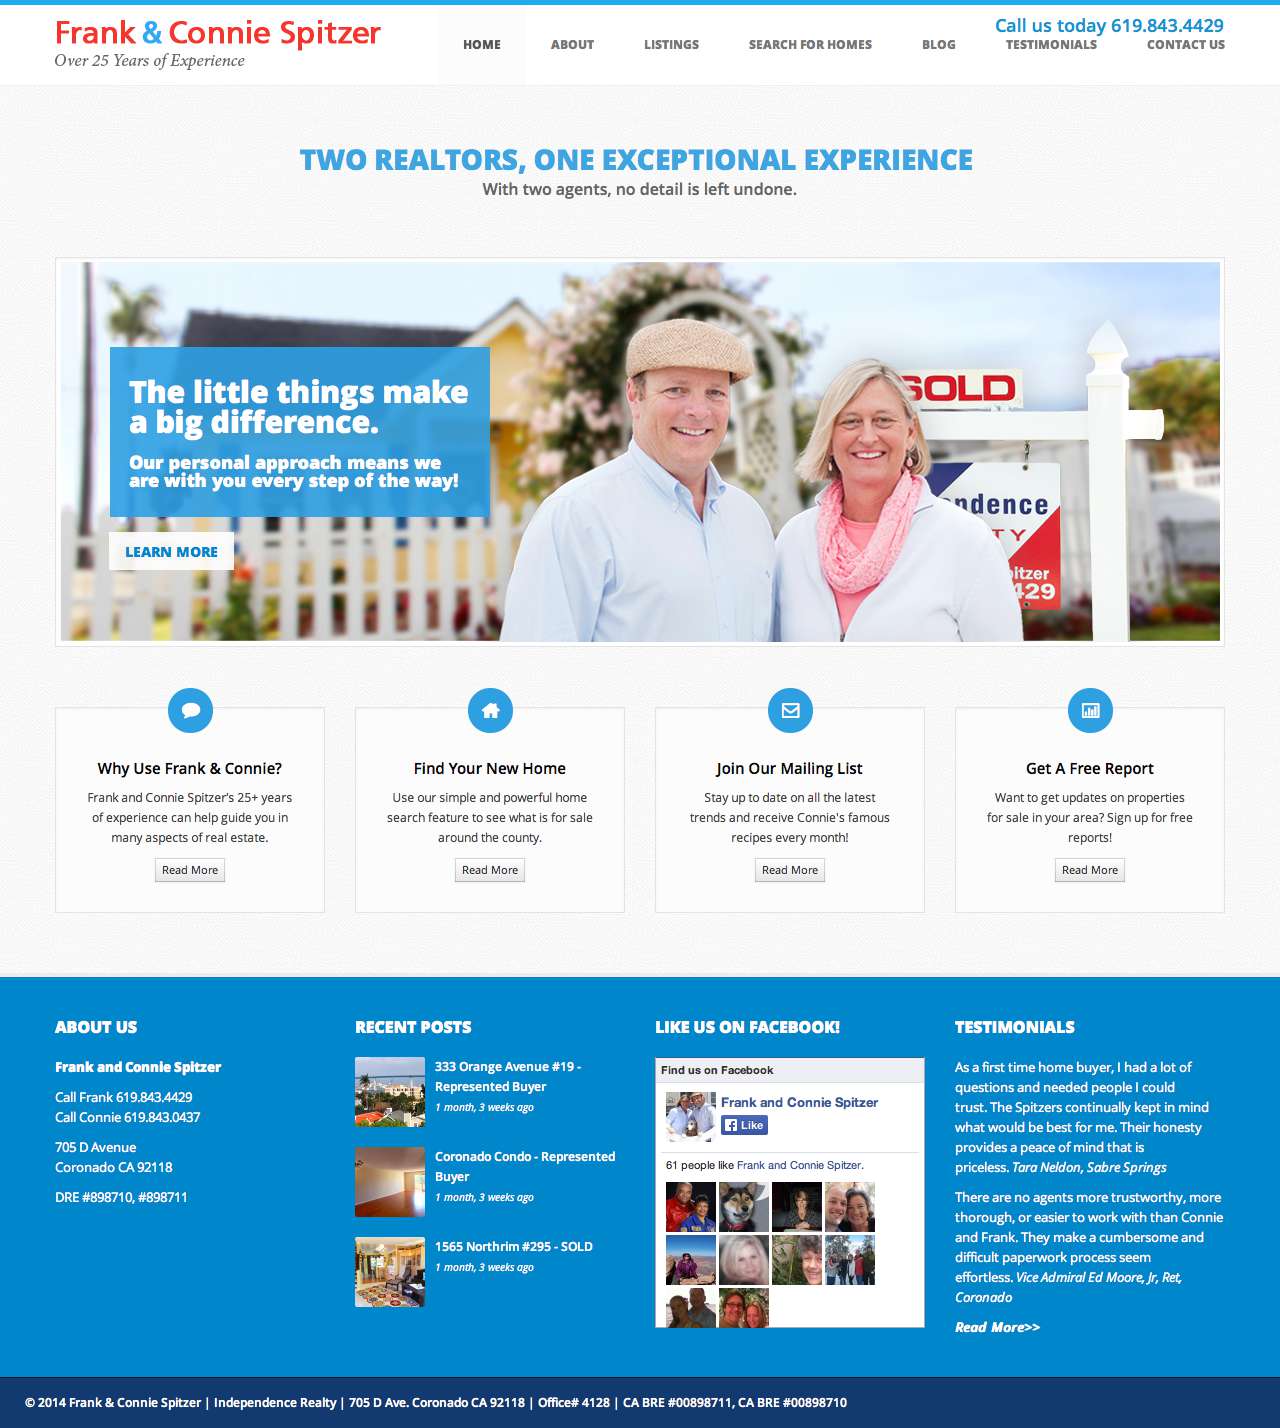 Frank & Connie Spitzer
Over 25 Years of Experience
Call us today 619.843.4429
HOME
ABOUT
LISTINGS
SEARCH FOR HOMES
BLOG
TESTIMONIALS
CONTACT US
TWO REALTORS, ONE EXCEPTIONAL EXPERIENCE
With two agents, no detail is left undone.
The little things make
a big difference.
Our personal approach means we
are with you every step of the way!
LEARN MORE
SOLD
ndence
TY
pitzer
429
Why Use Frank & Connie?
Frank and Connie Spitzer's 25+ years
of experience can help guide you in
many aspects of real estate.
Read More
Find Your New Home
Use our simple and powerful home
search feature to see what is for sale
around the county.
Read More
Join Our Mailing List
Stay up to date on all the latest
trends and receive Connie's famous
recipes every month!
Read More
Get A Free Report
Want to get updates on properties
for sale in your area? Sign up for free
reports!
Read More
ABOUT US
Frank and Connie Spitzer
Call Frank 619.843.4429
Call Connie 619.843.0437
705 D Avenue
Coronado CA 92118
DRE #898710, #898711
RECENT POSTS
333 Orange Avenue #19 -
Represented Buyer
1 month, 3 weeks ago
Coronado Condo - Represented
Buyer
1 month, 3 weeks ago
1565 Northrim #295 - SOLD
1 month, 3 weeks ago
LIKE US ON FACEBOOK!
Find us on Facebook
Frank and Connie Spitzer
Like
61 people like Frank and Connie Spitzer.
TESTIMONIALS
As a first time home buyer, I had a lot of
questions and needed people I could
trust. The Spitzers continually kept in mind
what would be best for me. Their honesty
provides a peace of mind that is
priceless. Tara Neldon, Sabre Springs
There are no agents more trustworthy, more
thorough, or easier to work with than Connie
and Frank. They make a cumbersome and
difficult paperwork process seem
effortless. Vice Admiral Ed Moore, Jr, Ret,
Coronado
Read More>>
© 2014 Frank & Connie Spitzer | Independence Realty | 705 D Ave. Coronado CA 92118 | Office# 4128 | CA BRE #00898711, CA BRE #00898710